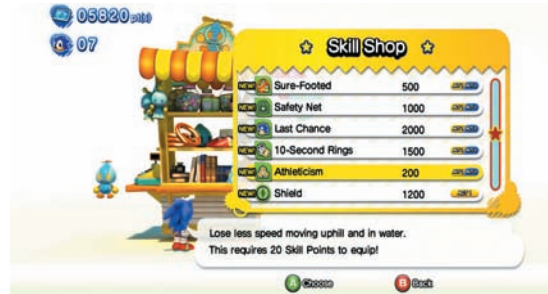 05820 pt(s)
07
Skill Shop
NEW! Sure-Footed 500
NEW! Safety Net 1000
NEW! Last Chance 2000
NEW! 10-Second Rings 1500
NEW! Athleticism 200
NEW! Shield 1200
Lose less speed moving uphill and in water.
This requires 20 Skill Points to equip!
A Choose B Back